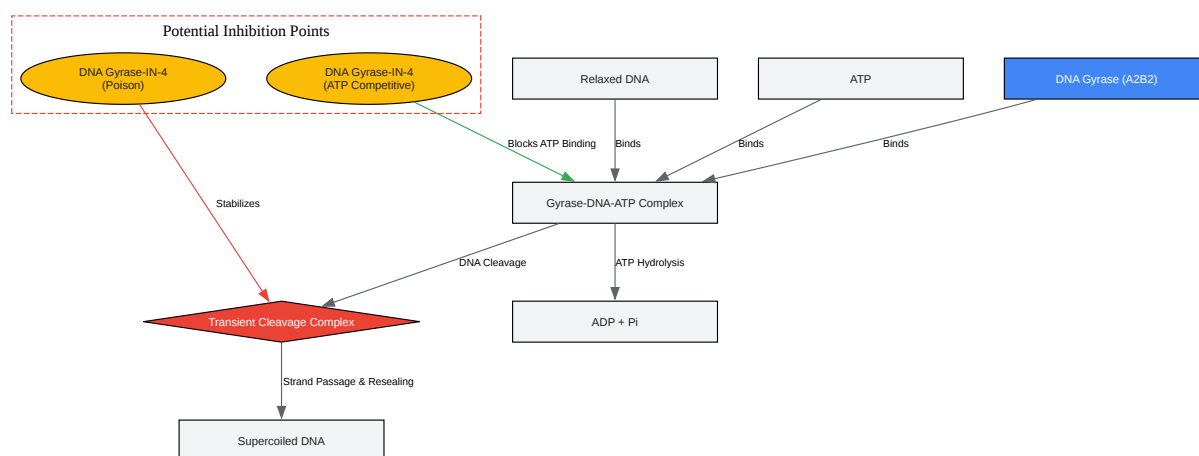 Potential Inhibition Points
DNA Gyrase-IN-4
(Poison)
DNA Gyrase-IN-4
(ATP Competitive)
Relaxed DNA
ATP
DNA Gyrase (A2B2)
Blocks ATP Binding
Binds
Binds
Binds
Stabilizes
Gyrase-DNA-ATP Complex
DNA Cleavage
ATP Hydrolysis
Transient Cleavage Complex
ADP + Pi
Strand Passage & Resealing
Supercoiled DNA